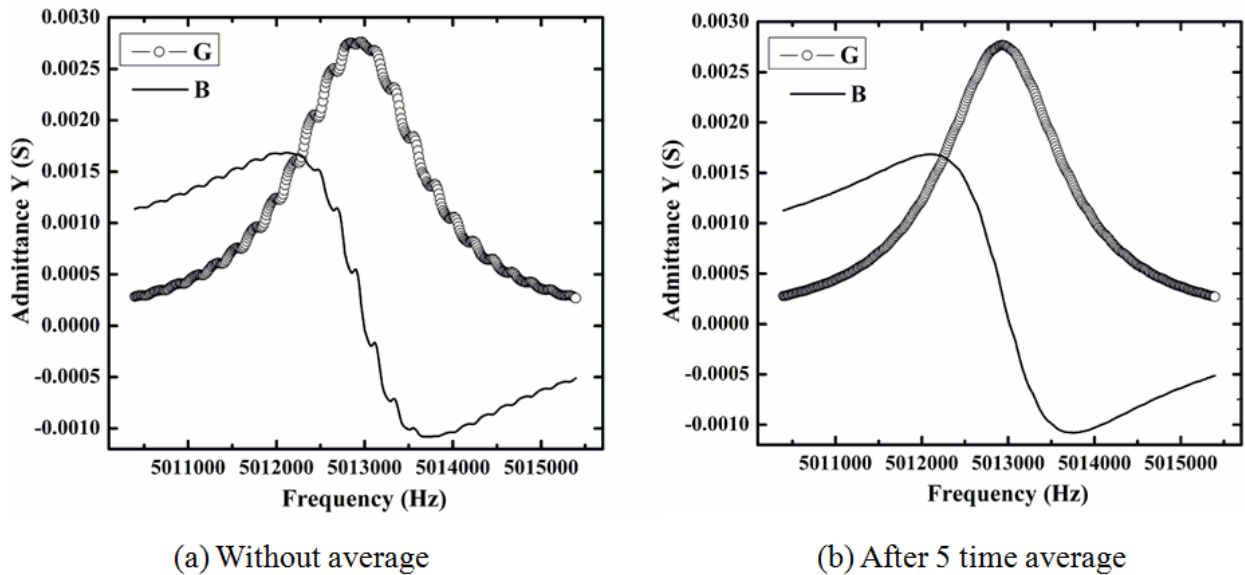 0.0030
0.0025
0.0020
0.0015
0.0010
0.0005
0.0000
-0.0005
-0.0010
Admittance Y (S)
G
B
5011000 5012000 5013000 5014000 5015000
Frequency (Hz)
(a) Without average
0.0030
0.0025
0.0020
0.0015
0.0010
0.0005
0.0000
-0.0005
-0.0010
Admittance Y (S)
G
B
5011000 5012000 5013000 5014000 5015000
Frequency (Hz)
(b) After 5 time average